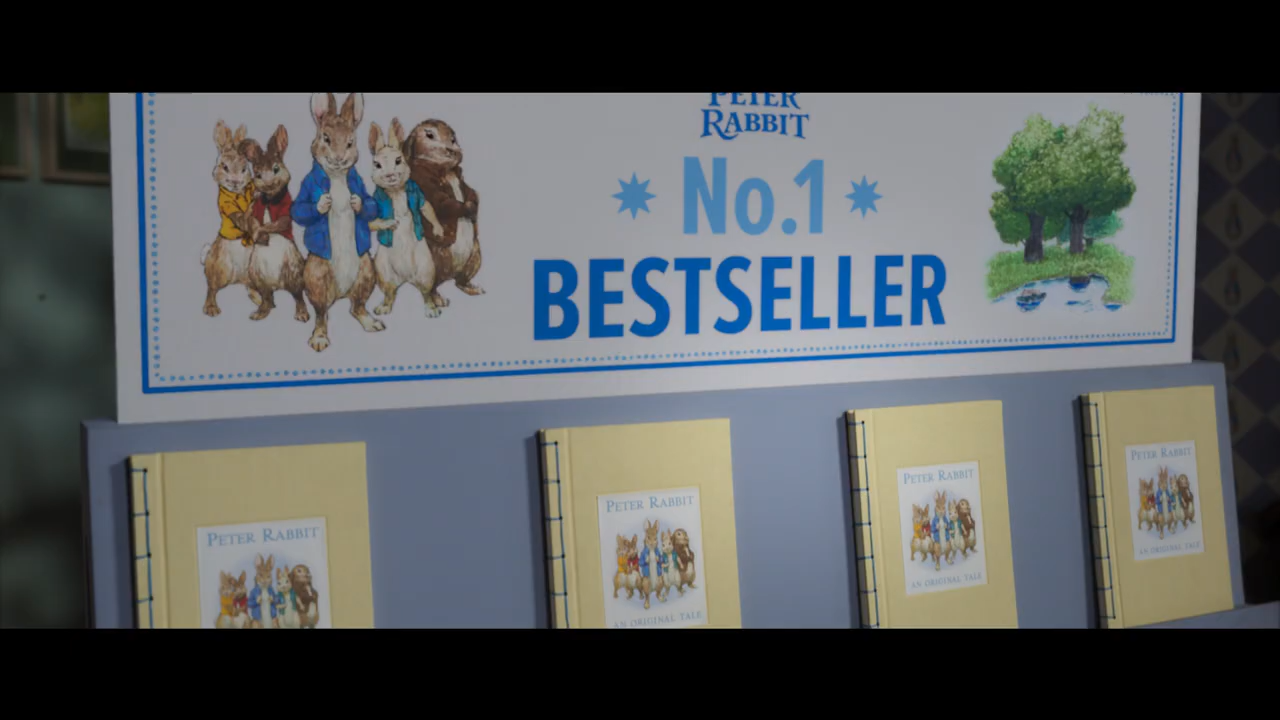 PETER
RABBIT
No.1
BESTSELLER
PETER RABBIT
PETER RABBIT
AN ORIGINAL TALE
PETER RABBIT
AN ORIGINAL TALE
PETER RABBIT
AN ORIGINAL TALE